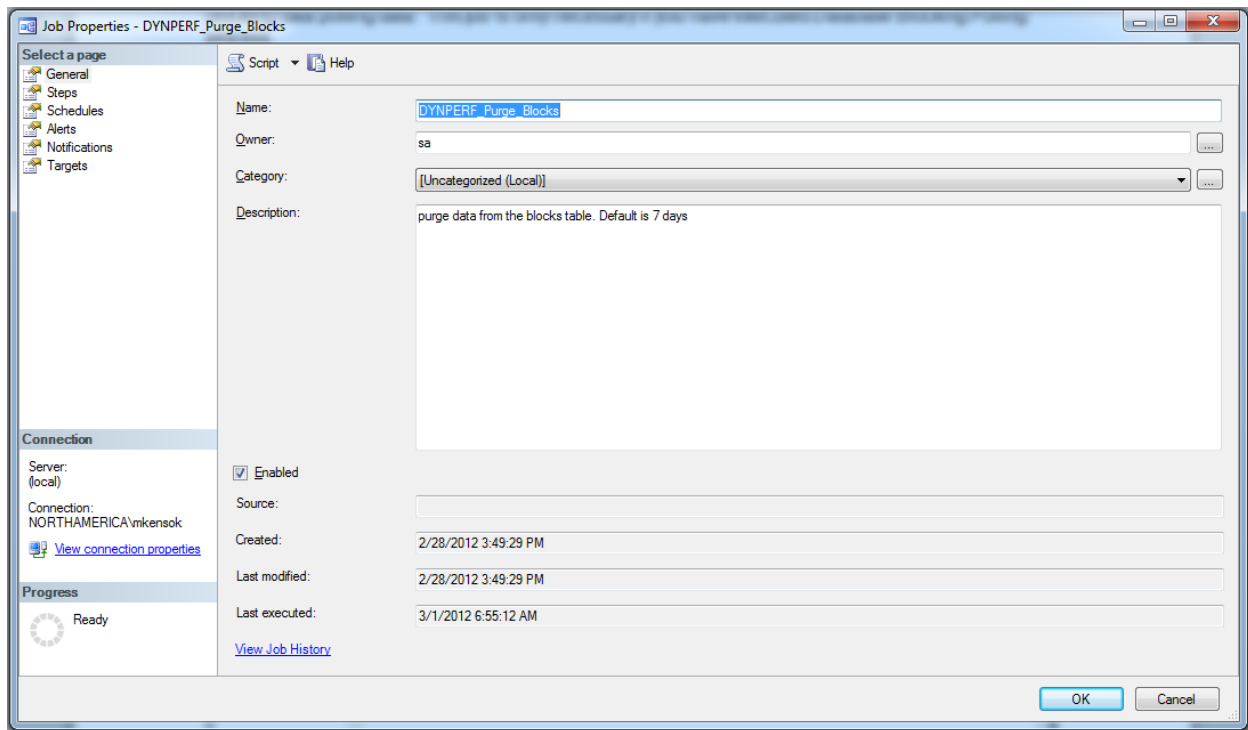 Job Properties - DYNPERF_Purge_Blocks
Select a page
General
Steps
Schedules
Alerts
Notifications
Targets
Script
Help
Name:
DYNPERF_Purge_Blocks
Owner:
sa
...
Category:
[Uncategorized (Local)]
...
Description:
purge data from the blocks table. Default is 7 days
Connection
Server:
(local)
Connection:
NORTHAMERICA\mkensok
View connection properties
Progress
Ready
Enabled
Source:
Created:
2/28/2012 3:49:29 PM
Last modified:
2/28/2012 3:49:29 PM
Last executed:
3/1/2012 6:55:12 AM
View Job History
OK
Cancel